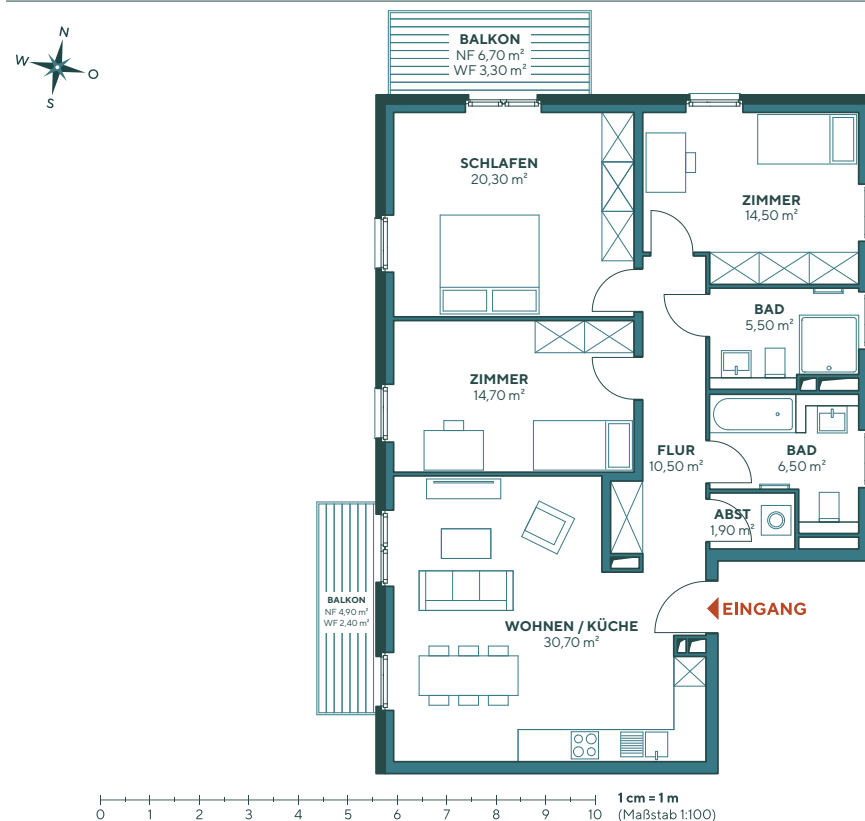 N
W
O
S
BALKON
NF 6,70 m²
WF 3,30 m²
SCHLAFEN
20,30 m²
ZIMMER
14,50 m²
BAD
5,50 m²
ZIMMER
14,70 m²
FLUR
10,50 m²
BAD
6,50 m²
ABST
1,90 m²
BALKON
NF 4,90 m²
WF 2,40 m²
WOHNEN / KÜCHE
30,70 m²
EINGANG
0 1 2 3 4 5 6 7 8 9 10
1 cm = 1 m
(Maßstab 1:100)